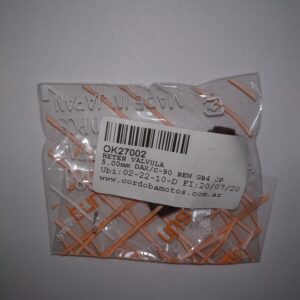 MADE IN JAPAN
OK27002
RETEN VALVULA
5.00mm DAX/C-90 NEW GB4 JP
Ubi:02-22-10-D FI:20/07/20
www.cordobamotos.com.ar